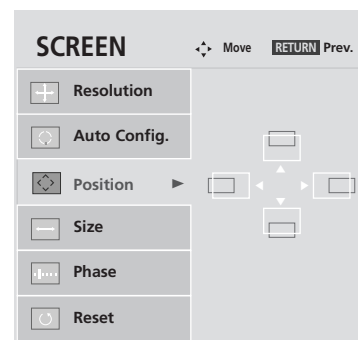 SCREEN Move RETURN Prev.
Resolution
Auto Config.
Position
Size
Phase
Reset